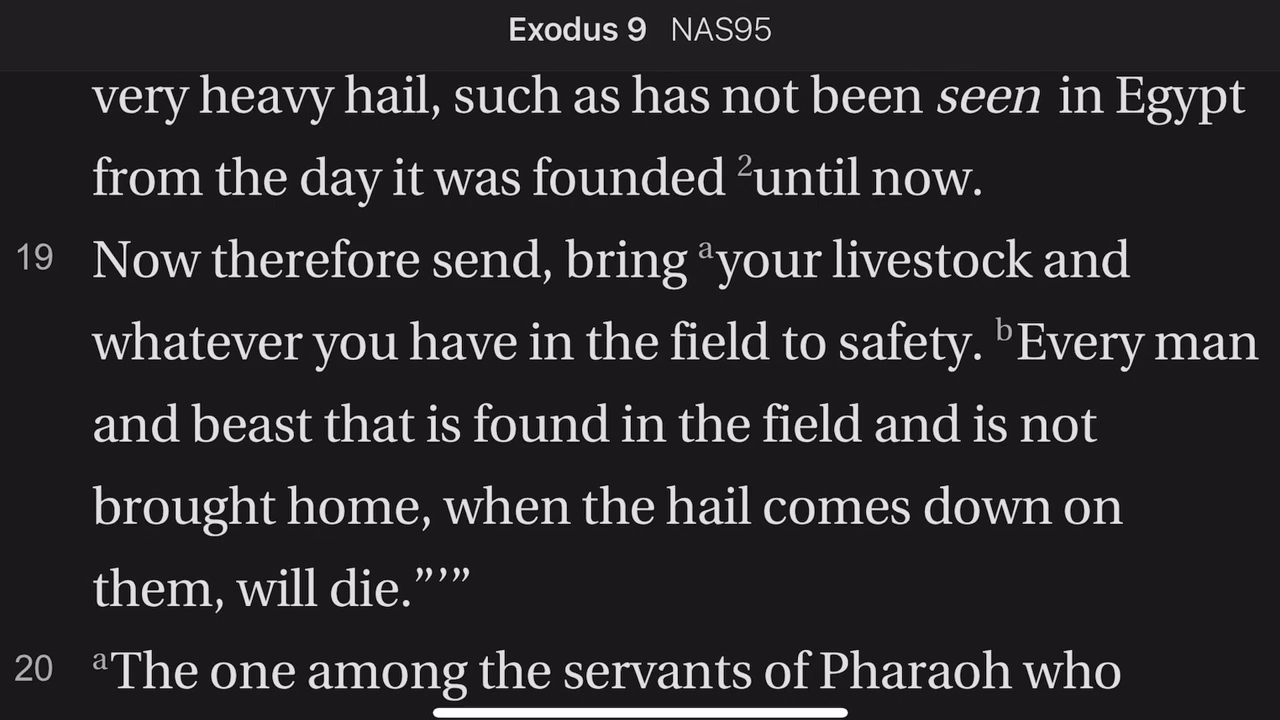 Exodus 9 NAS95
very heavy hail, such as has not been seen in Egypt
from the day it was founded ²until now.
19 Now therefore send, bring ᵃyour livestock and
whatever you have in the field to safety. ᵇEvery man
and beast that is found in the field and is not
brought home, when the hail comes down on
them, will die.”’”
20 ᵃThe one among the servants of Pharaoh who